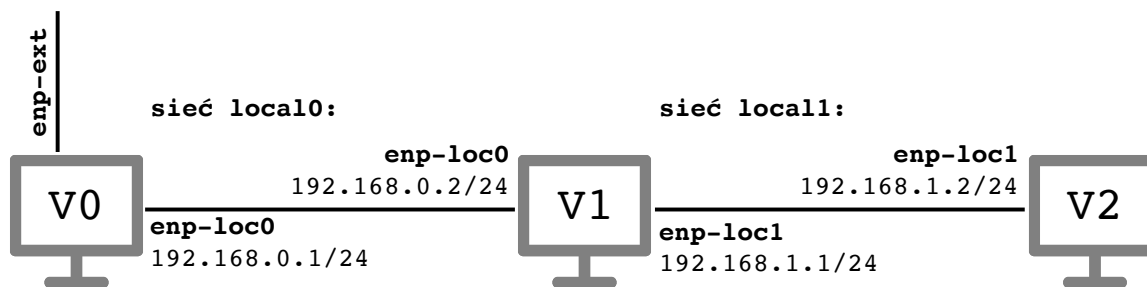 enp-ext
sieć local0:
sieć local1:
enp-loc0
192.168.0.2/24
enp-loc1
192.168.1.2/24
V0
V1
V2
enp-loc0
192.168.0.1/24
enp-loc1
192.168.1.1/24